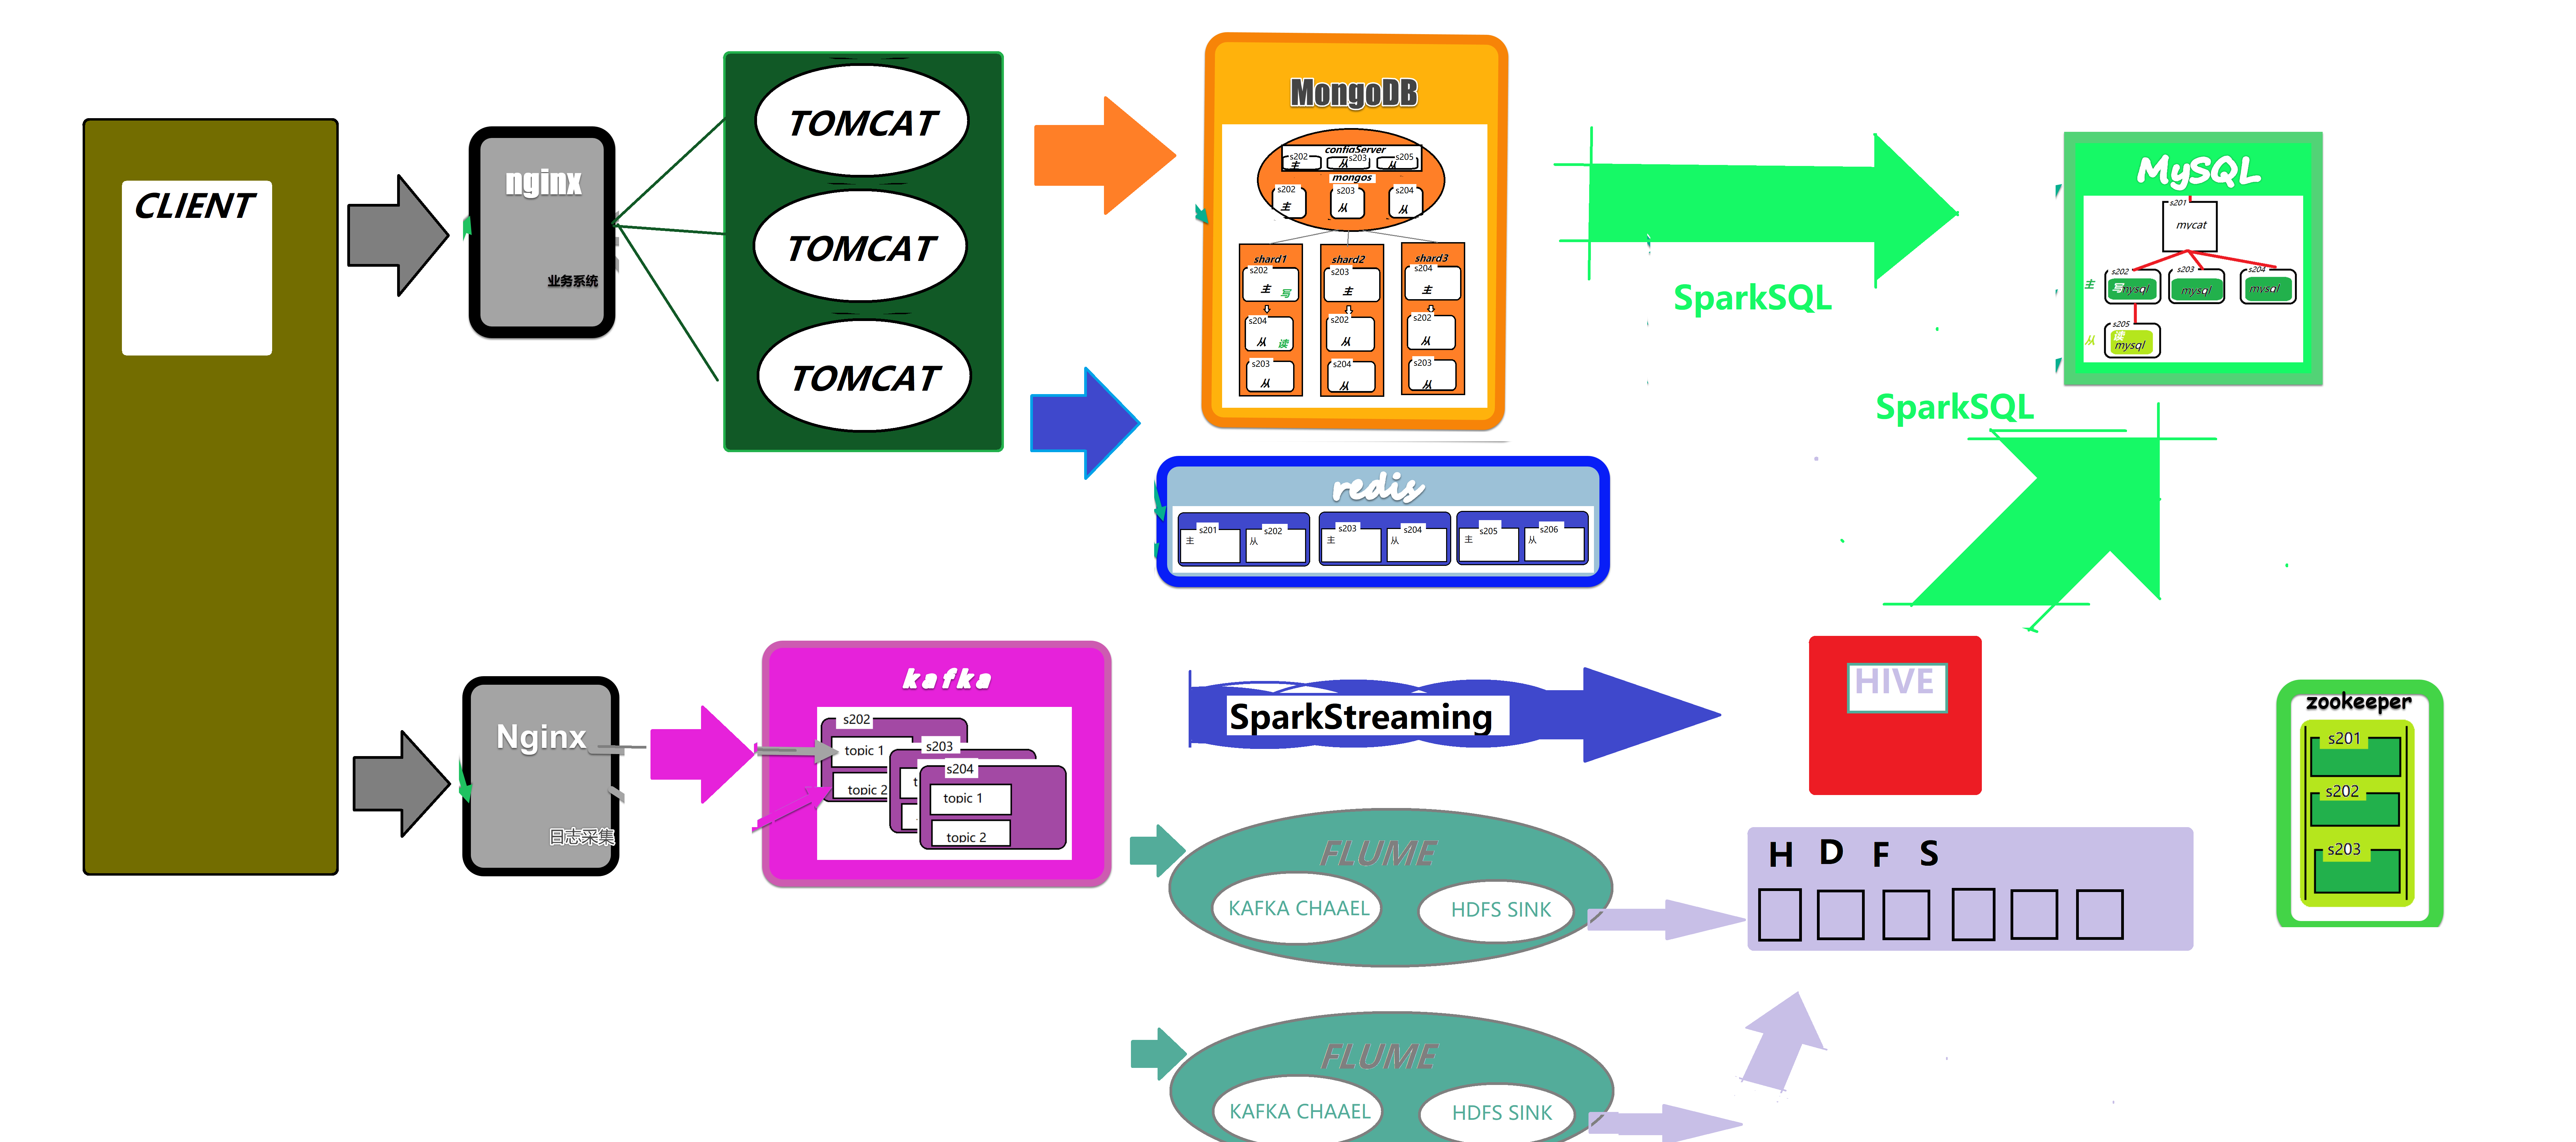 CLIENT
nginx
业务系统
TOMCAT
TOMCAT
TOMCAT
MongoDB
configServer
s202
主
s203
从
s205
从
mongos
s202
主
s203
从
s204
从
shard1
s202
主
写
s204
从
读
s203
从
shard2
s203
主
s202
从
s204
从
shard3
s204
主
s202
从
s203
从
redis
s201
主
s202
从
s203
主
s204
从
s205
主
s206
从
SparkSQL
SparkSQL
MySQL
s201
mycat
主
s202
写
mysql
s203
mysql
s204
mysql
从
s205
读
mysql
Nginx
日志采集
kafka
s202
topic 1
topic 2
s203
t
s204
topic 1
topic 2
SparkStreaming
HIVE
FLUME
KAFKA CHAAEL
HDFS SINK
H D F S
FLUME
KAFKA CHAAEL
HDFS SINK
zookeeper
s201
s202
s203